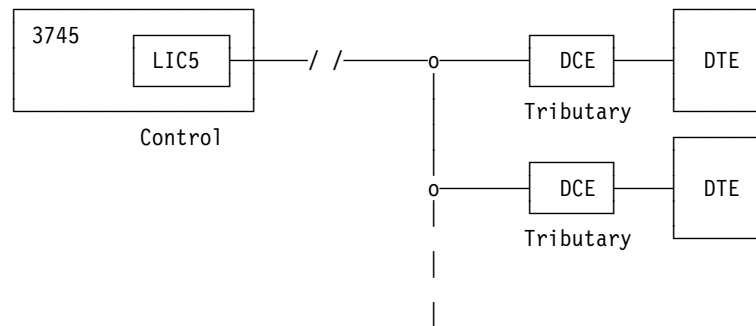 3745
LIC5
DCE
DTE
Control
Tributary
DCE
DTE
Tributary